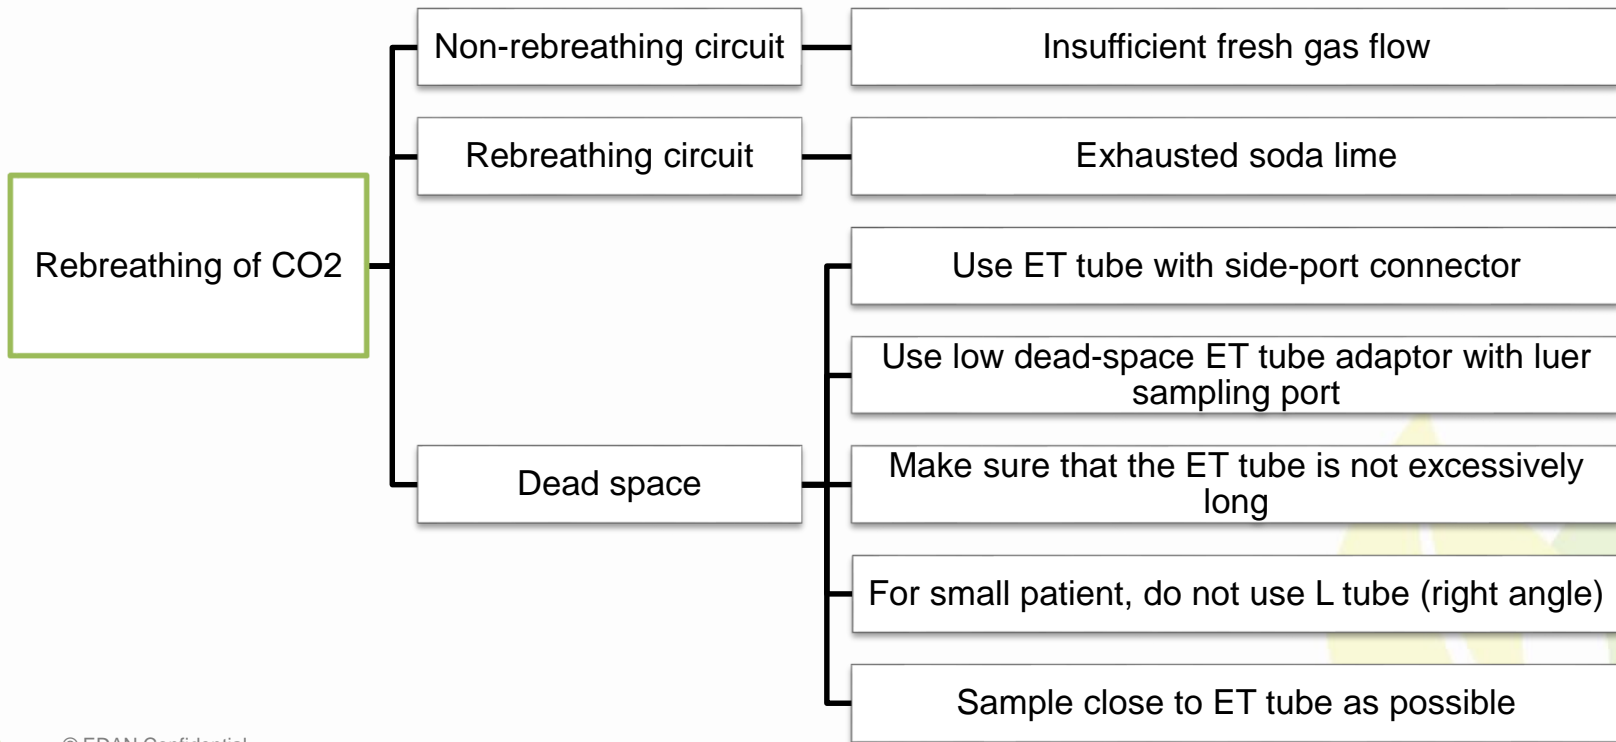 Non-rebreathing circuit
Insufficient fresh gas flow
Rebreathing circuit
Exhausted soda lime
Rebreathing of CO2
Use ET tube with side-port connector
Use low dead-space ET tube adaptor with luer
sampling port
Dead space
Make sure that the ET tube is not excessively
long
For small patient, do not use L tube (right angle)
Sample close to ET tube as possible
© EDAN Confidential